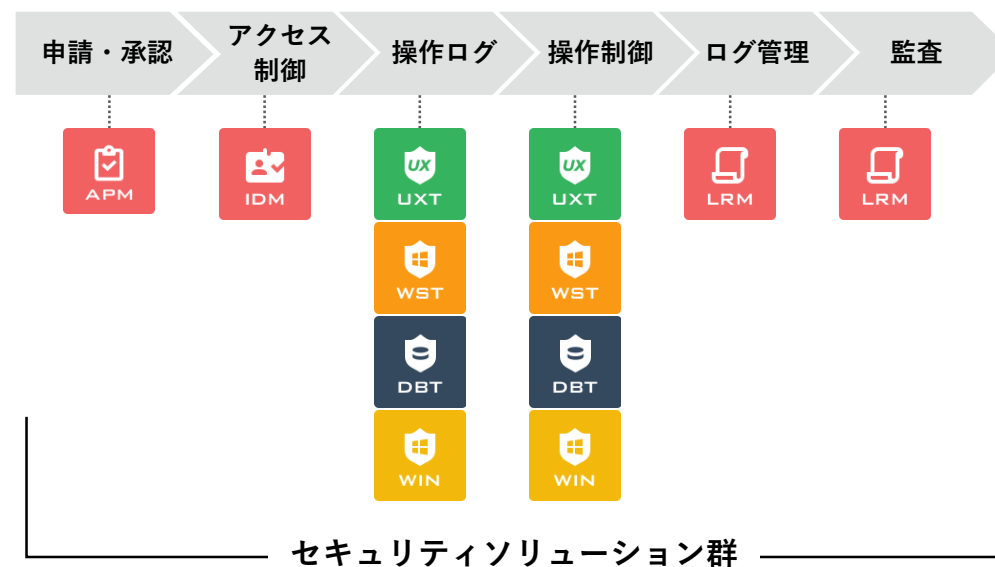 申請・承認
アクセス
制御
操作ログ
操作制御
ログ管理
監査
APM
IDM
UX
UXT
UX
UXT
LRM
LRM
WST
WST
DBT
DBT
WIN
WIN
セキュリティソリューション群